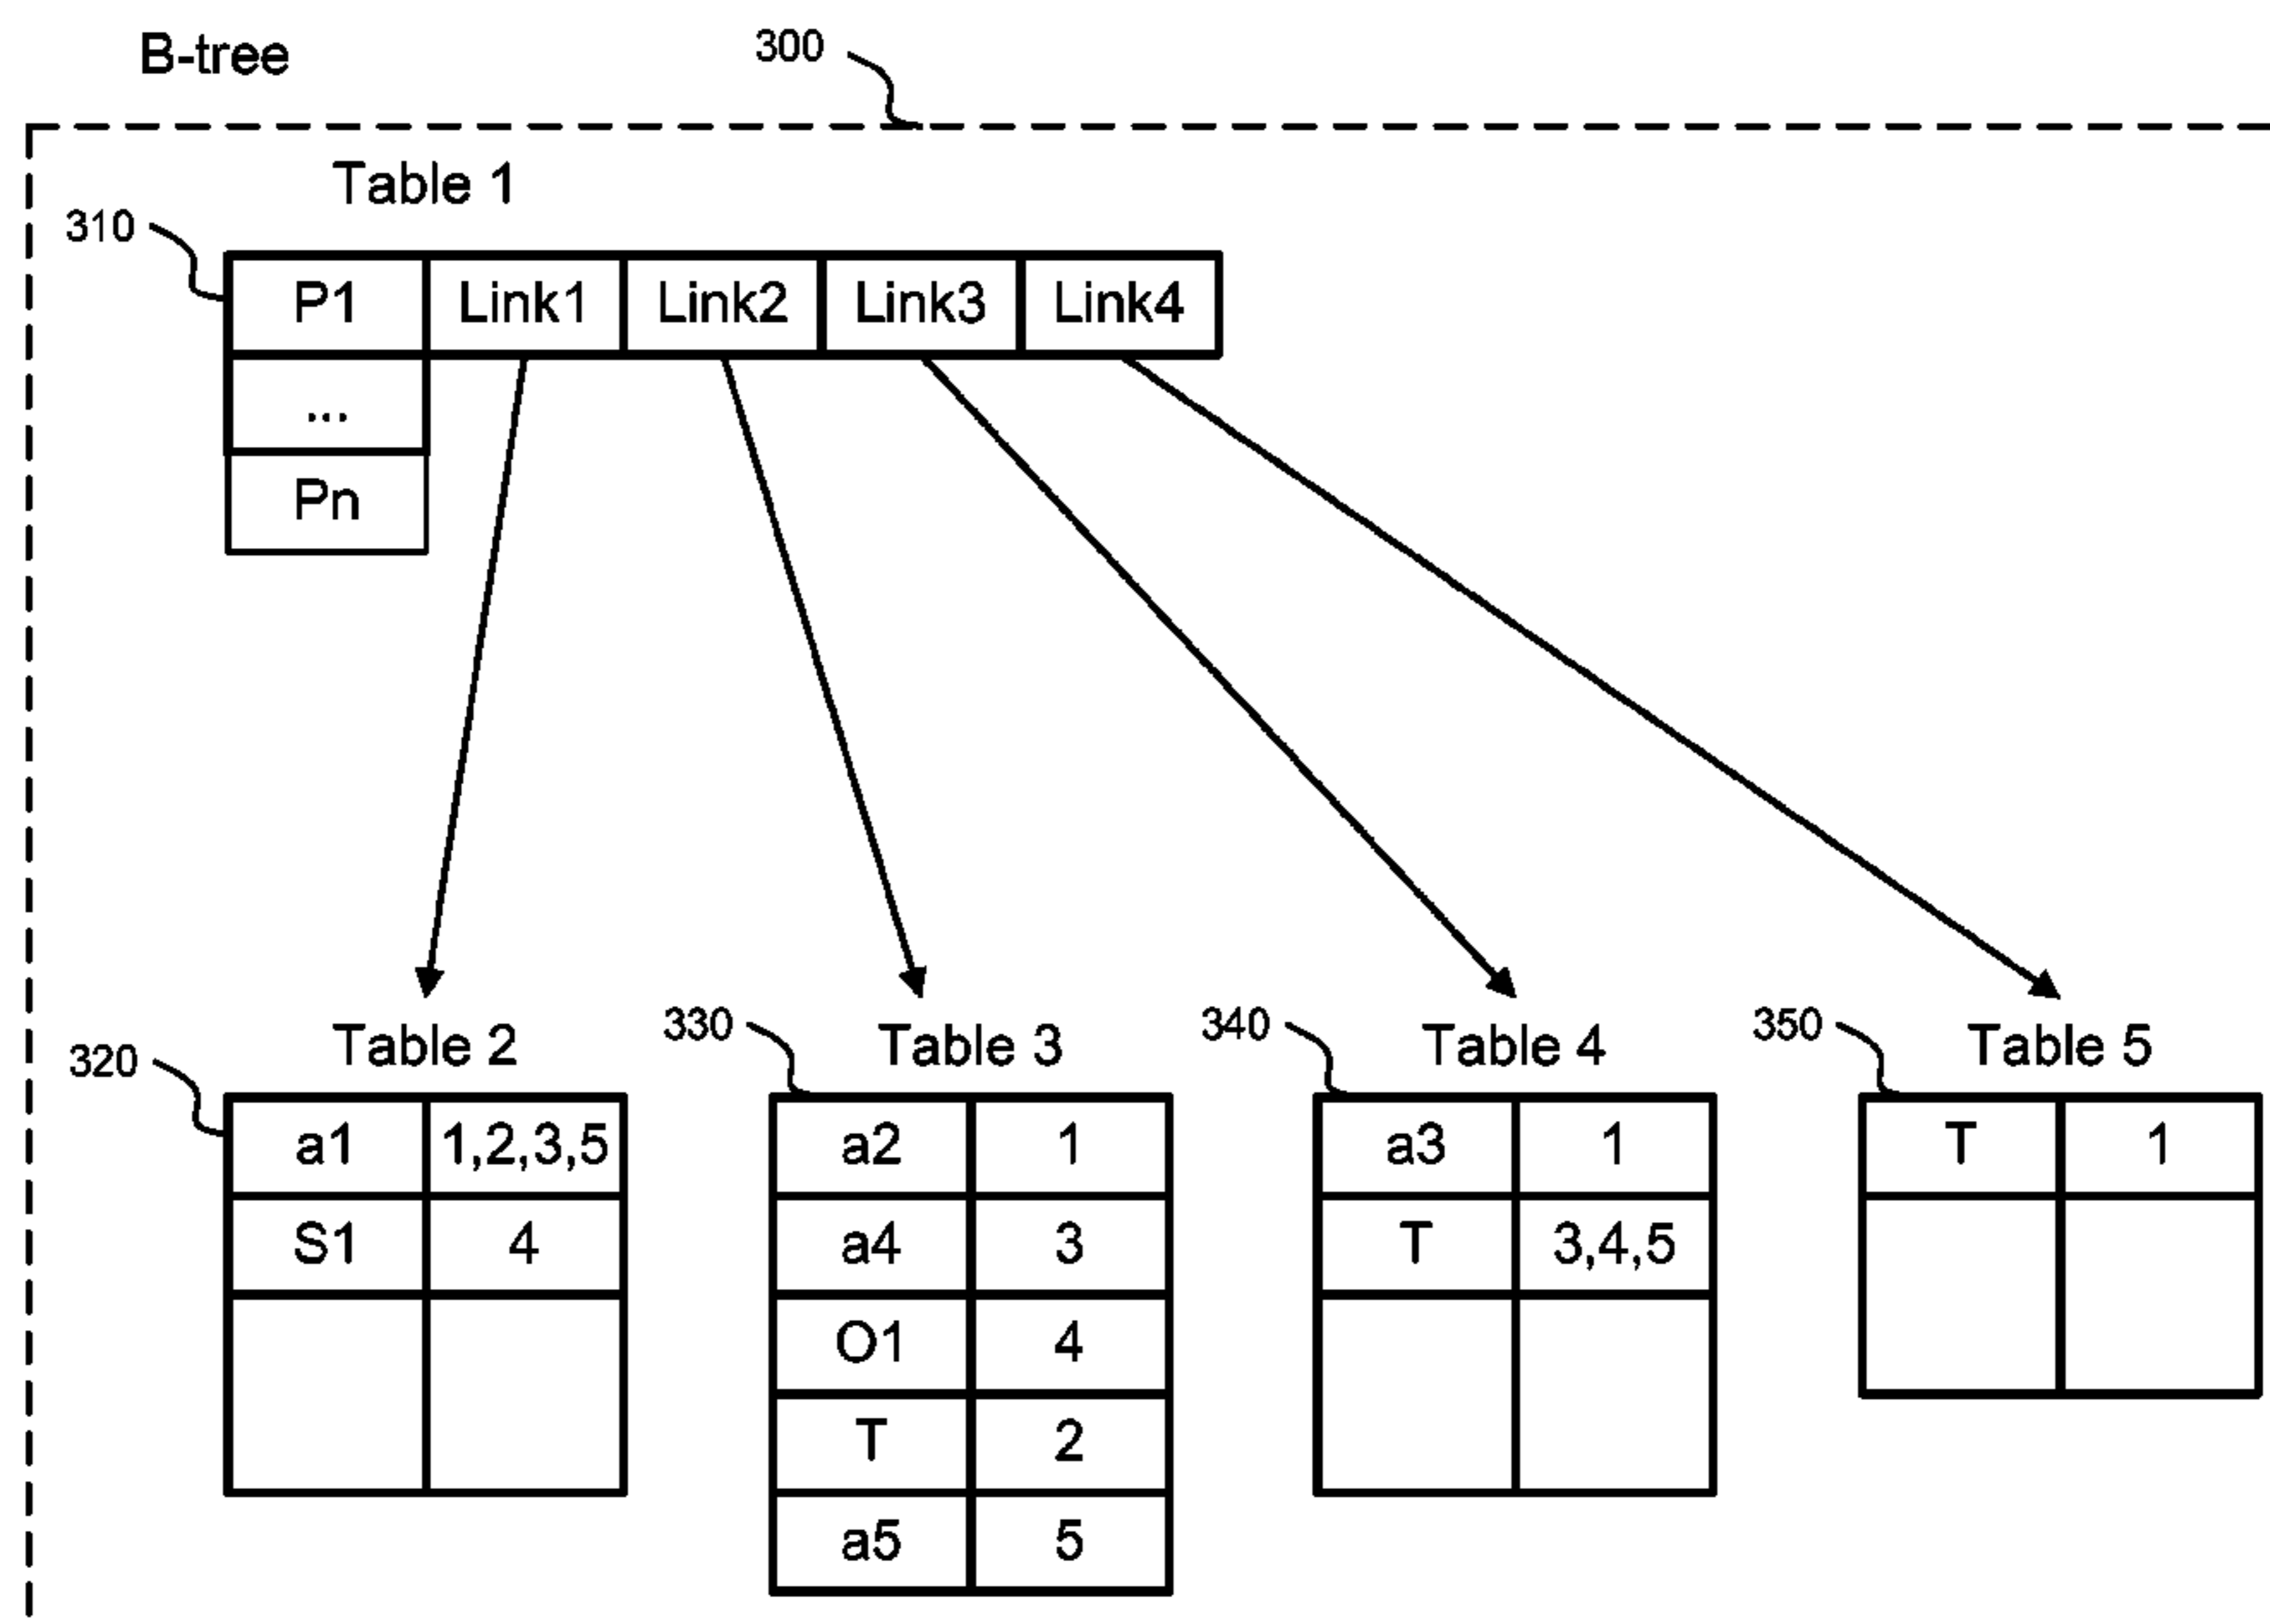 B-tree
300
Table 1
310
P1 Link1 Link2 Link3 Link4
...
Pn
320
Table 2
a1 1,2,3,5
S1 4
330
Table 3
a2 1
a4 3
O1 4
T 2
a5 5
340
Table 4
a3 1
T 3,4,5
350
Table 5
T 1